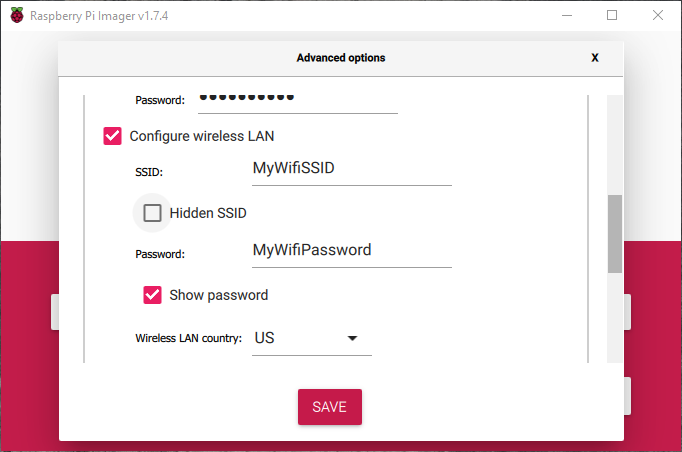 Raspberry Pi Imager v1.7.4
Advanced options
X
Password: ●●●●●●●●●●
Configure wireless LAN
SSID: MyWifiSSID
Hidden SSID
Password: MyWifiPassword
Show password
Wireless LAN country: US
SAVE